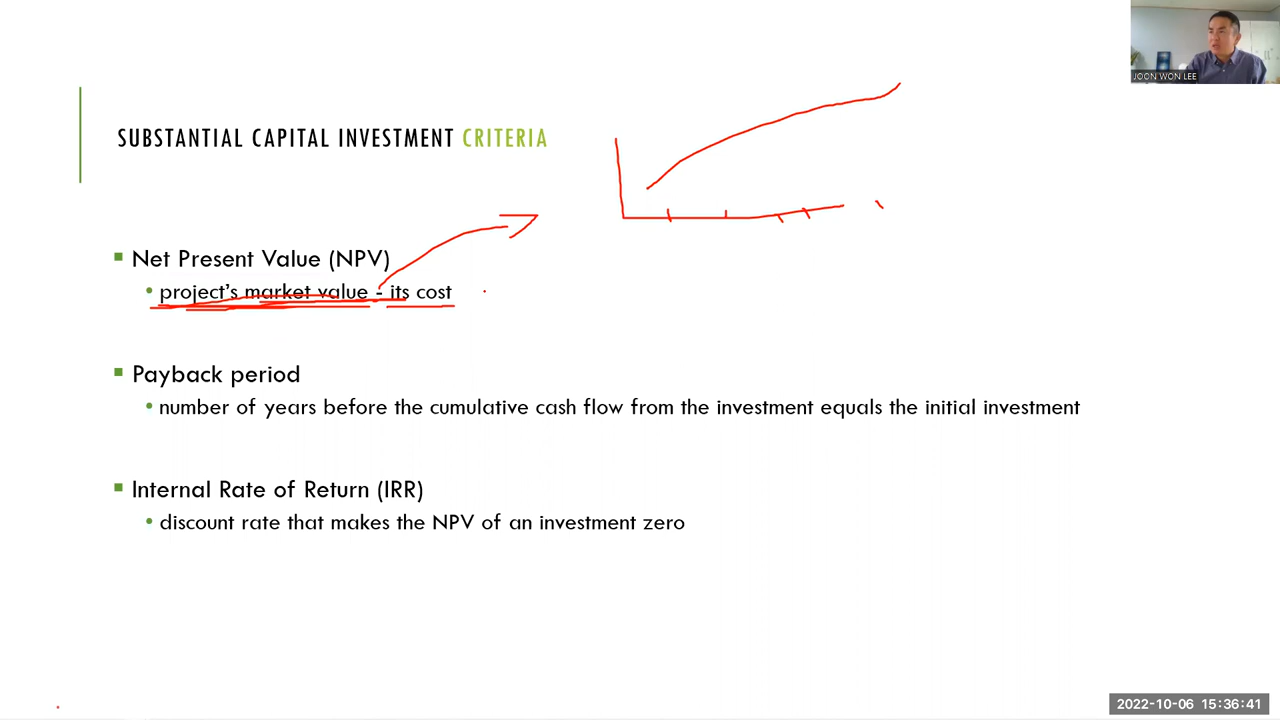 JOON WON LEE
SUBSTANTIAL CAPITAL INVESTMENT CRITERIA
Net Present Value (NPV)
project's market value - its cost
Payback period
number of years before the cumulative cash flow from the investment equals the initial investment
Internal Rate of Return (IRR)
discount rate that makes the NPV of an investment zero
2022-10-06 15:36:41